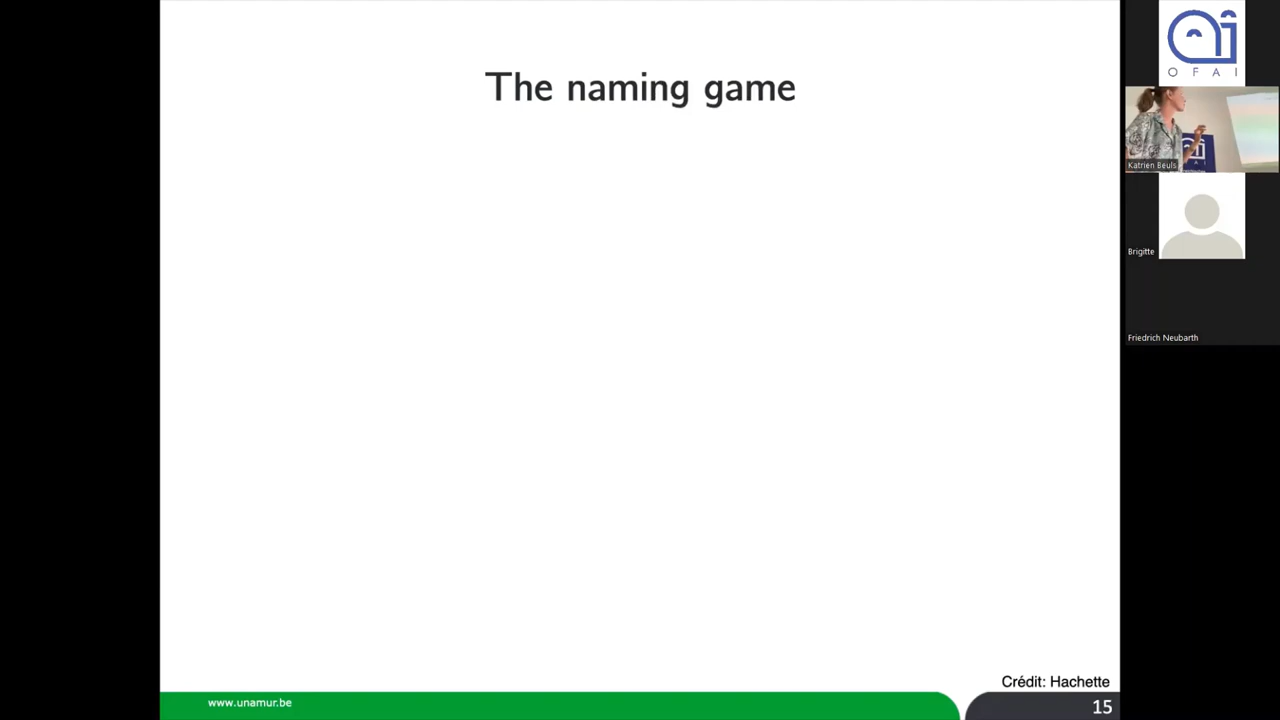 The naming game
Crédit: Hachette
www.unamur.be
15
OFAI
Katrien Beuls
Brigitte
Friedrich Neubarth